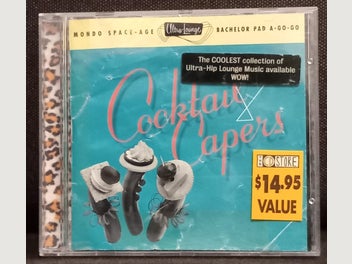 MONDO SPACE-AGE Ultra-Lounge BACHELOR PAD A-GO-GO
The COOLEST collection of
Ultra-Hip Lounge Music available
WOW!
Cocktail
Capers
STORE
$14.95
VALUE